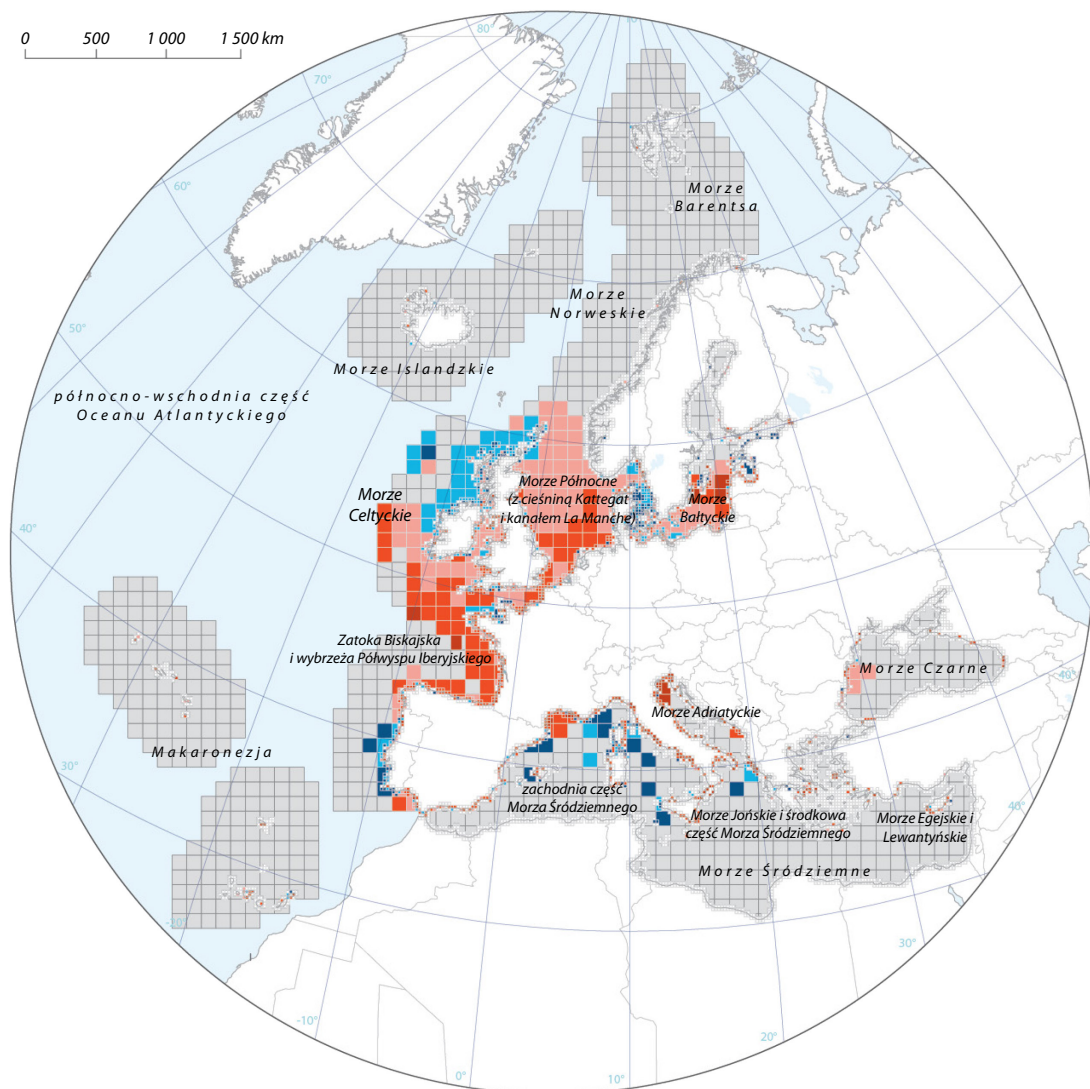 0 500 1 000 1 500 km
80°
90°
70°
60°
50°
40°
30°
-20°
-10°
0°
10°
20°
30°
40°
40°
Morze
Barentsa
Morze
Norweskie
Morze Islandzkie
północno-wschodnia część
Oceanu Atlantyckiego
Morze
Celtyckie
Morze Północne
(z cieśniną Kattegat
i kanałem La Manche)
Morze
Bałtyckie
Zatoka Biskajska
i wybrzeża Półwyspu Iberyjskiego
Morze Czarne
Morze Adriatyckie
Makaronezja
zachodnia część
Morza Śródziemnego
Morze Jońskie i środkowa
część Morza Śródziemnego
Morze Egejskie i
Lewantyńskie
Morze Śródziemne